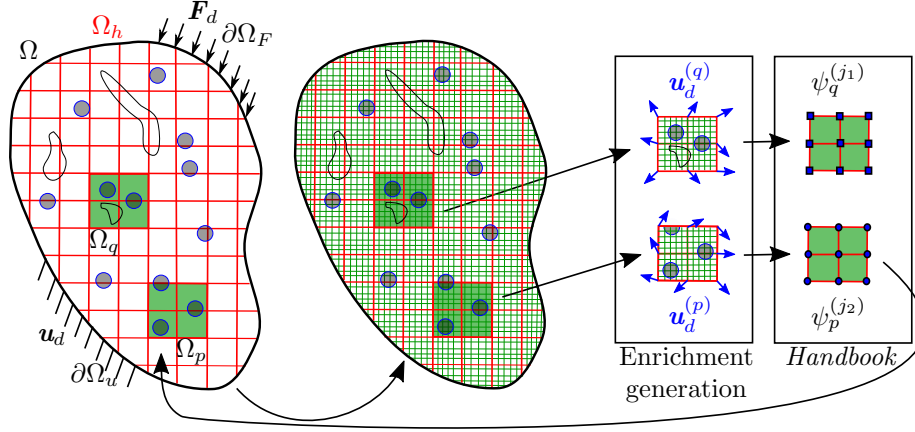 Ω
Ω_h
F_d
∂Ω_F
Ω_q
Ω_p
u_d
∂Ω_u
u_d^{(q)}
u_d^{(p)}
Enrichment
generation
ψ_q^{(j_1)}
ψ_p^{(j_2)}
Handbook